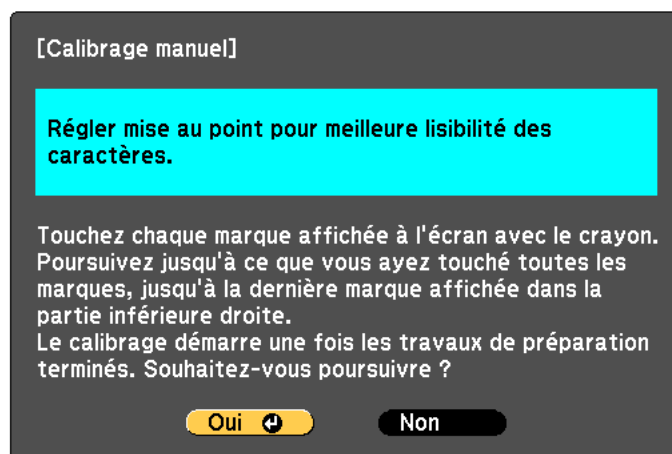 [Calibrage manuel]
Régler mise au point pour meilleure lisibilité des
caractères.
Touchez chaque marque affichée à l'écran avec le crayon.
Poursuivez jusqu'à ce que vous ayez touché toutes les
marques, jusqu'à la dernière marque affichée dans la
partie inférieure droite.
Le calibrage démarre une fois les travaux de préparation
terminés. Souhaitez-vous poursuivre ?
Oui Non